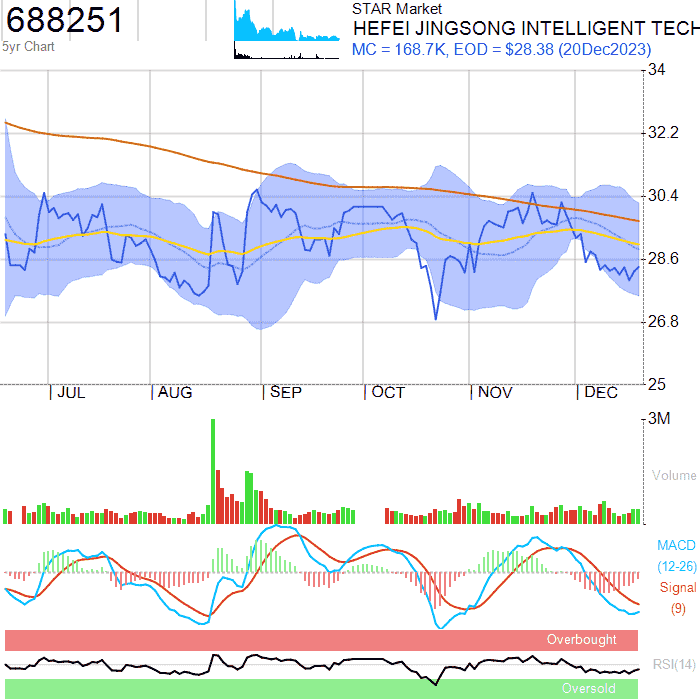 688251
5yr Chart
STAR Market
HEFEI JINGSONG INTELLIGENT TECH
MC = 168.7K, EOD = $28.38 (20Dec2023)
34
32.2
30.4
28.6
26.8
25
JUL AUG SEP OCT NOV DEC
3M
Volume
MACD
(12-26)
Signal
(9)
Overbought
RSI(14)
Oversold